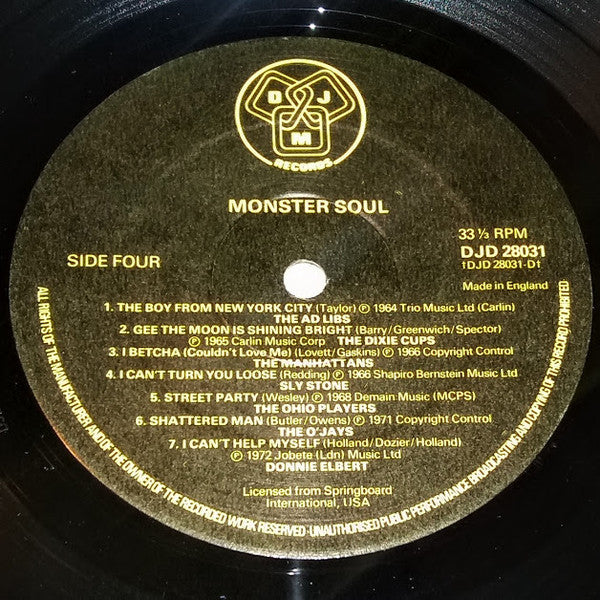 D J
M
RECORDS
MONSTER SOUL
SIDE FOUR
33 ⅓ RPM
DJD 28031
†DJD 28031-D†
Made in England
1. THE BOY FROM NEW YORK CITY (Taylor) ℗ 1964 Trio Music Ltd (Carlin)
THE AD LIBS
2. GEE THE MOON IS SHINING BRIGHT (Barry/Greenwich/Spector)
℗ 1965 Carlin Music Corp THE DIXIE CUPS
3. I BETCHA (Couldn't Love Me) (Lovett/Gaskins) ℗ 1966 Copyright Control
THE MANHATTANS
4. I CAN'T TURN YOU LOOSE (Redding) ℗ 1966 Shapiro Bernstein Music Ltd
SLY STONE
5. STREET PARTY (Wesley) ℗ 1968 Demain Music (MCPS)
THE OHIO PLAYERS
6. SHATTERED MAN (Butler/Owens) ℗ 1971 Copyright Control
THE O'JAYS
7. I CAN'T HELP MYSELF (Holland/Dozier/Holland)
℗ 1972 Jobete (Ldn) Music Ltd
DONNIE ELBERT
Licensed from Springboard
International, USA
ALL RIGHTS OF THE MANUFACTURER AND OF THE OWNER OF THE RECORDED WORK RESERVED·UNAUTHORISED PUBLIC PERFORMANCE BROADCASTING AND COPYING OF THIS RECORD PROHIBITED